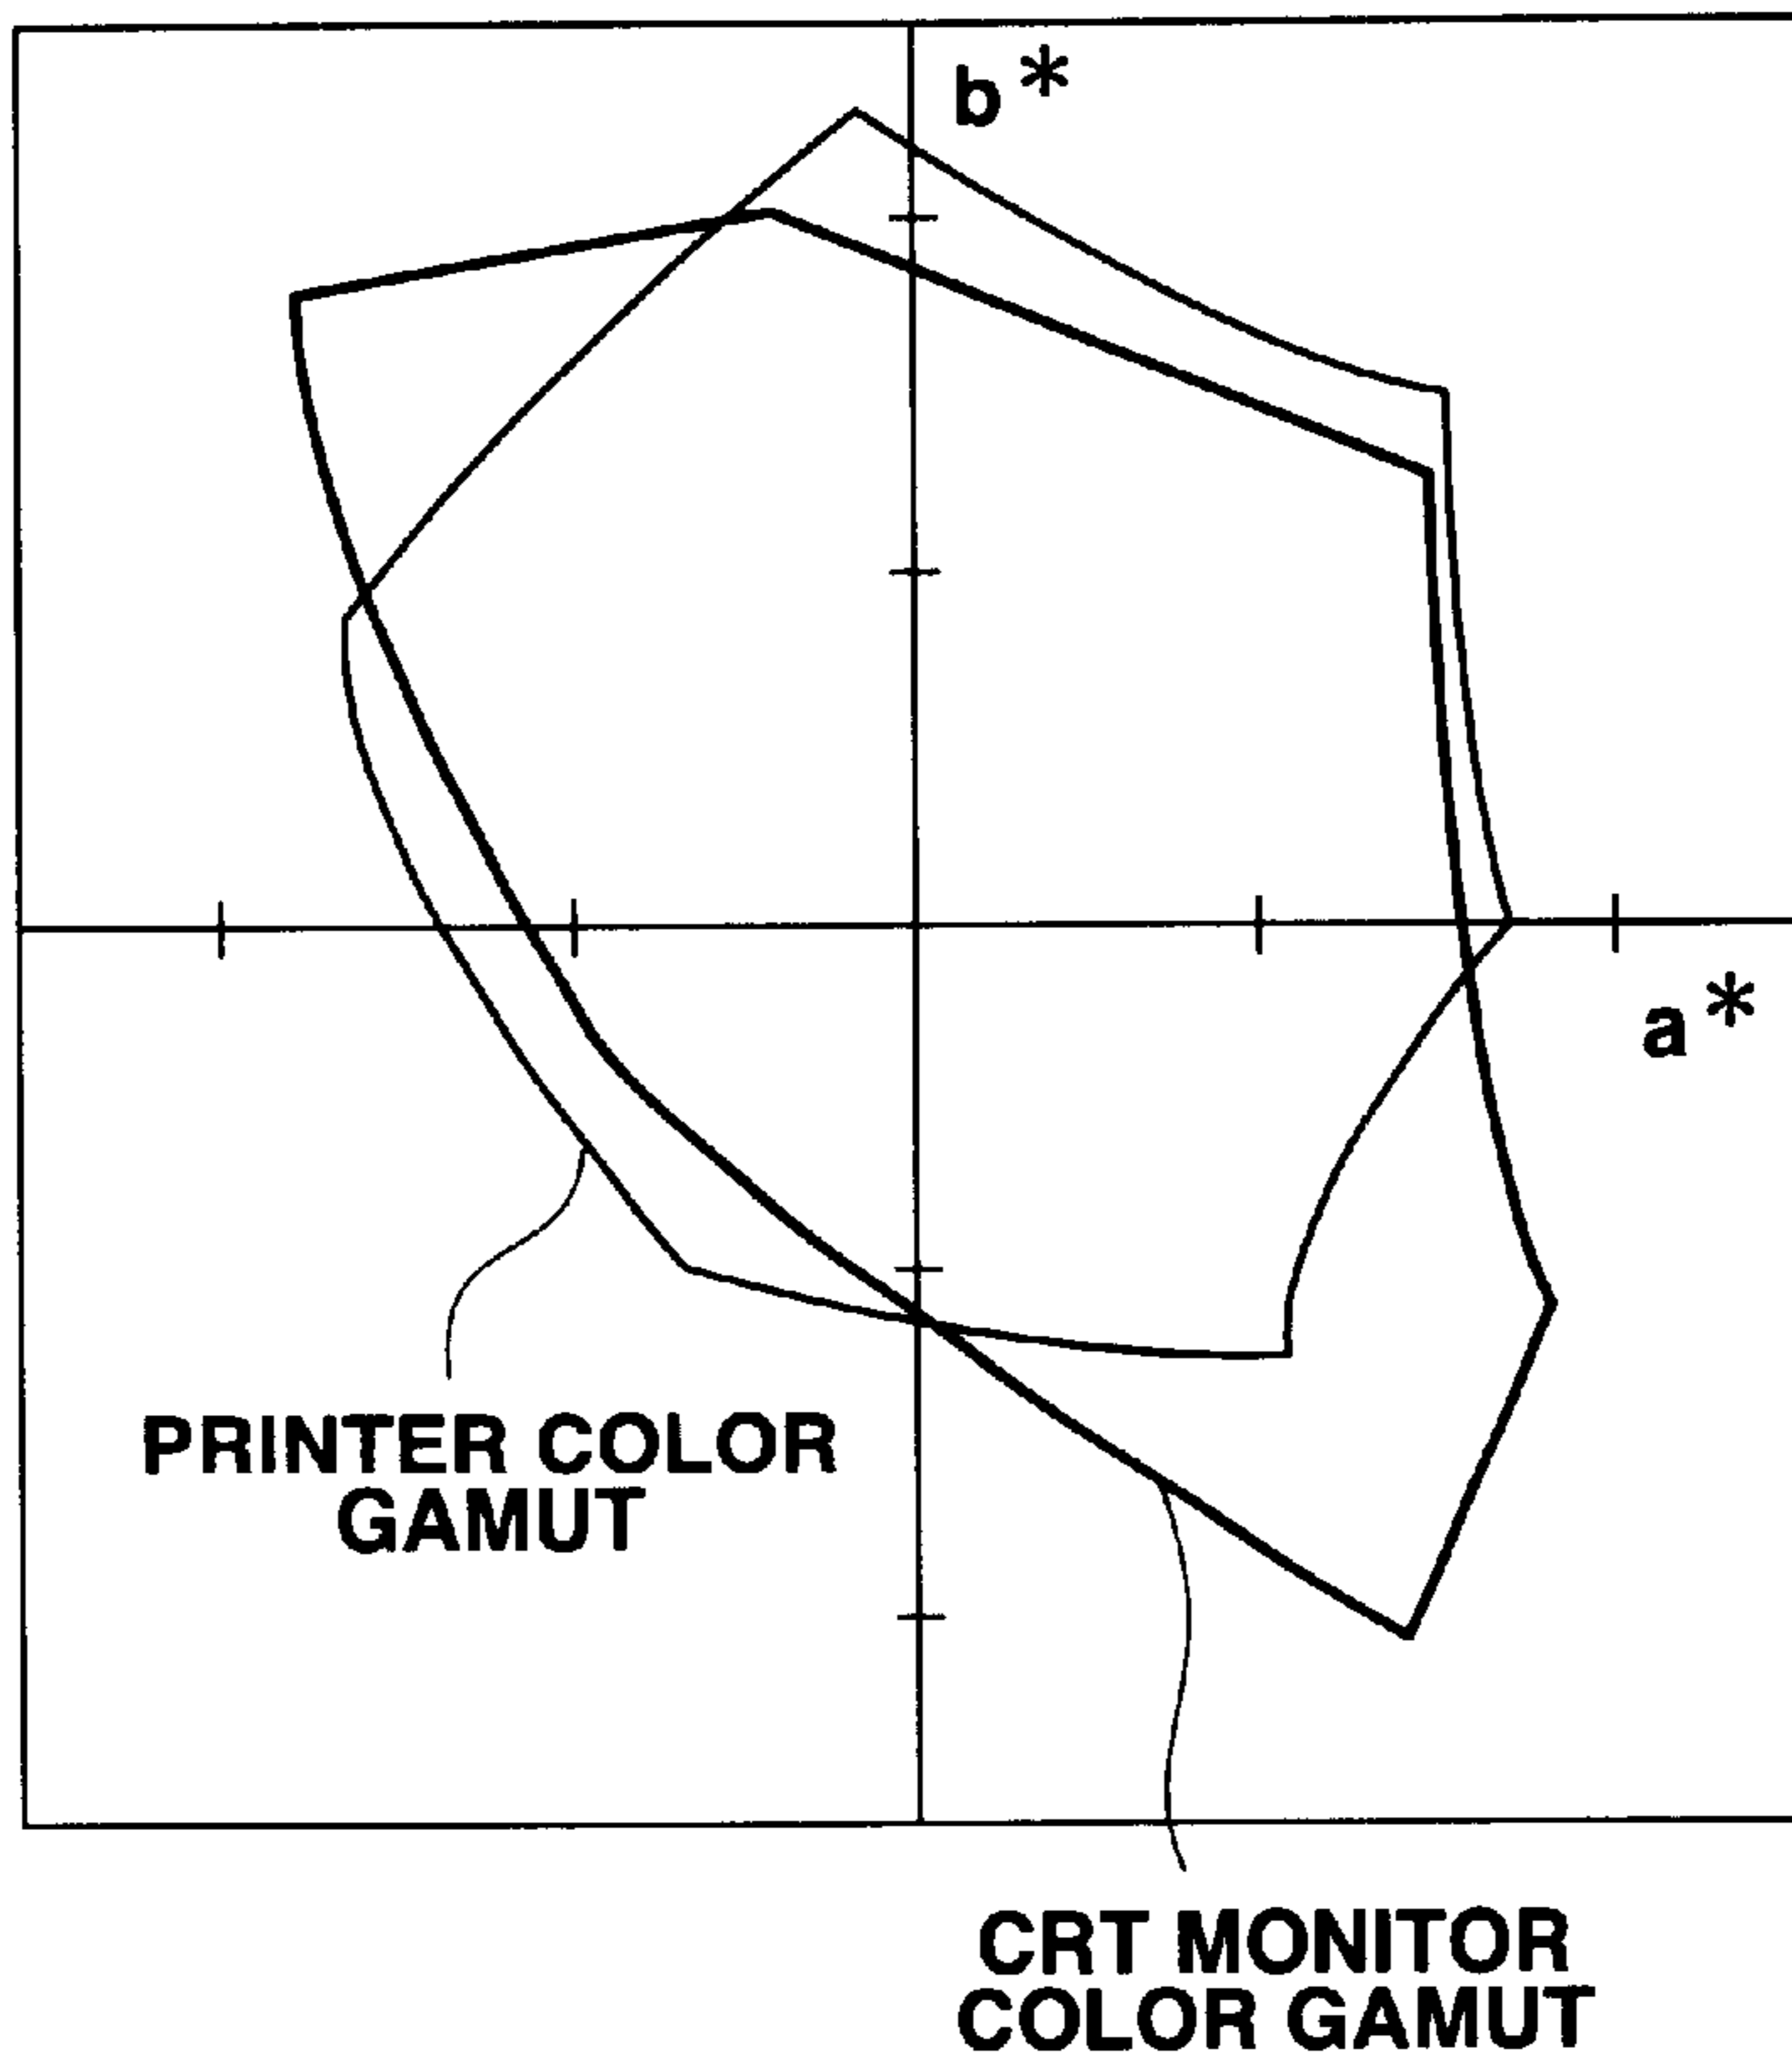 b*
a*
PRINTER COLOR
GAMUT
CRT MONITOR
COLOR GAMUT